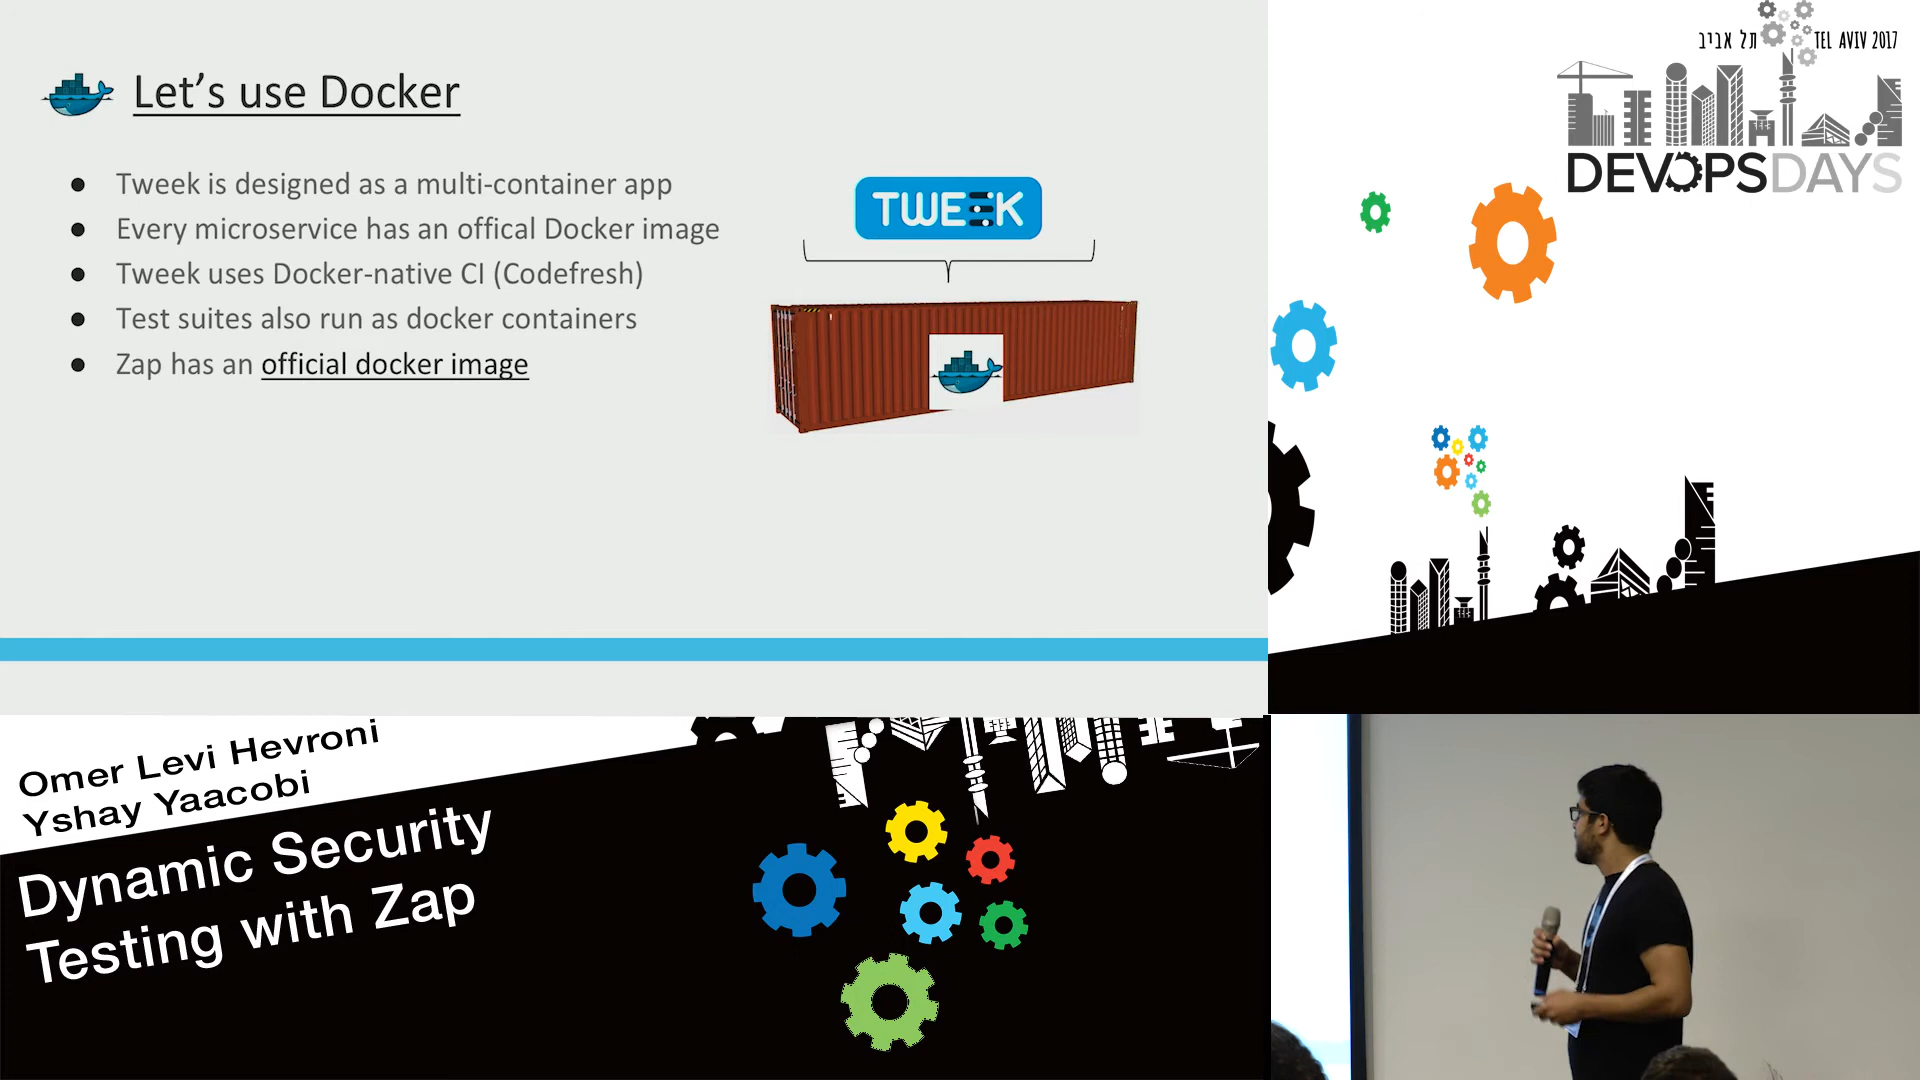 Let's use Docker
● Tweek is designed as a multi-container app
● Every microservice has an offical Docker image
● Tweek uses Docker-native CI (Codefresh)
● Test suites also run as docker containers
● Zap has an official docker image
TWEEK
תל אביב TEL AVIV 2017
DEVOPSDAYS
Omer Levi Hevroni
Yshay Yaacobi
Dynamic Security
Testing with Zap